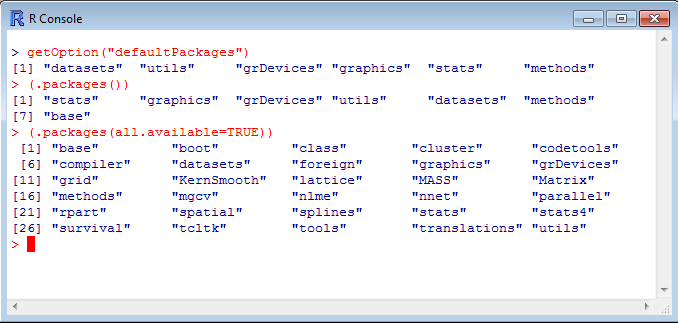 R Console
> getOption("defaultPackages")
[1] "datasets"  "utils"     "grDevices" "graphics"  "stats"     "methods"
> (.packages())
[1] "stats"     "graphics"  "grDevices" "utils"     "datasets"  "methods"
[7] "base"
> (.packages(all.available=TRUE))
 [1] "base"         "boot"         "class"        "cluster"      "codetools"
 [6] "compiler"     "datasets"     "foreign"      "graphics"     "grDevices"
[11] "grid"         "KernSmooth"   "lattice"      "MASS"         "Matrix"
[16] "methods"      "mgcv"         "nlme"         "nnet"         "parallel"
[21] "rpart"        "spatial"      "splines"      "stats"        "stats4"
[26] "survival"     "tcltk"        "tools"        "translations" "utils"
>